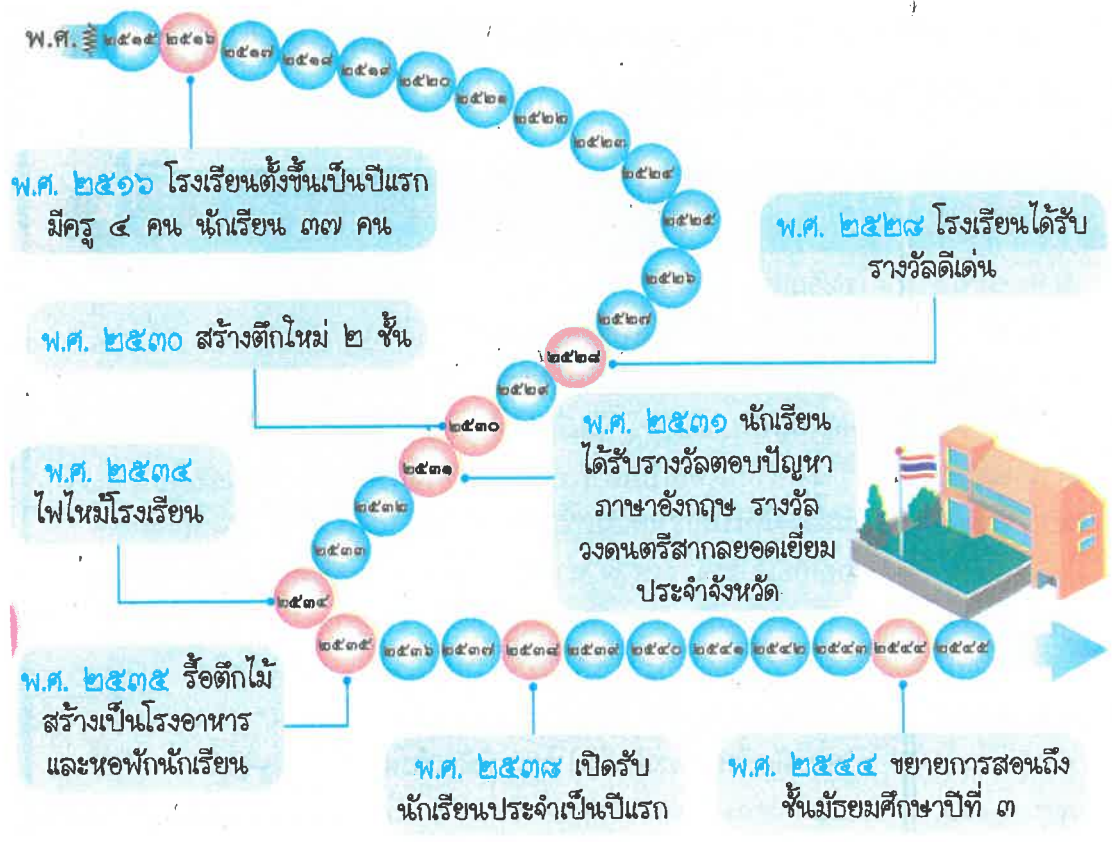 พ.ศ. ๒๕๑๕ ๒๕๑๖ ๒๕๑๗ ๒๕๑๘ ๒๕๑๙ ๒๕๒๐ ๒๕๒๑ ๒๕๒๒ ๒๕๒๓ ๒๕๒๔ ๒๕๒๕ ๒๕๒๖ ๒๕๒๗ ๒๕๒๘ ๒๕๒๙ ๒๕๓๐ ๒๕๓๑ ๒๕๓๒ ๒๕๓๓ ๒๕๓๔
๒๕๓๕ ๒๕๓๖ ๒๕๓๗ ๒๕๓๘ ๒๕๓๙ ๒๕๔๐ ๒๕๔๑ ๒๕๔๒ ๒๕๔๓ ๒๕๔๔ ๒๕๔๕
พ.ศ. ๒๕๑๖ โรงเรียนตั้งขึ้นเป็นปีแรก
มีครู ๔ คน นักเรียน ๓๗ คน
พ.ศ. ๒๕๒๘ โรงเรียนได้รับ
รางวัลดีเด่น
พ.ศ. ๒๕๓๐ สร้างตึกใหม่ ๒ ชั้น
พ.ศ. ๒๕๓๑ นักเรียน
ได้รับรางวัลตอบปัญหา
ภาษาอังกฤษ รางวัล
วงดนตรีสากลยอดเยี่ยม
ประจำจังหวัด
พ.ศ. ๒๕๓๔
ไฟไหม้โรงเรียน
พ.ศ. ๒๕๓๕ รื้อตึกไม้
สร้างเป็นโรงอาหาร
และหอพักนักเรียน
พ.ศ. ๒๕๓๘ เปิดรับ
นักเรียนประจำเป็นปีแรก
พ.ศ. ๒๕๔๔ ขยายการสอนถึง
ชั้นมัธยมศึกษาปีที่ ๓